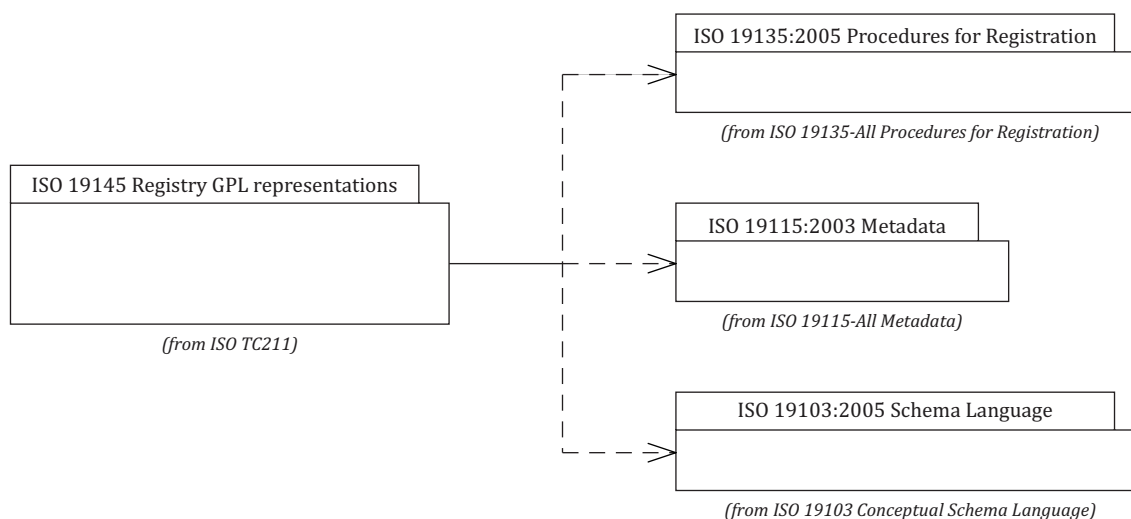 ISO 19135:2005 Procedures for Registration
(from ISO 19135-All Procedures for Registration)
ISO 19145 Registry GPL representations
(from ISO TC211)
ISO 19115:2003 Metadata
(from ISO 19115-All Metadata)
ISO 19103:2005 Schema Language
(from ISO 19103 Conceptual Schema Language)